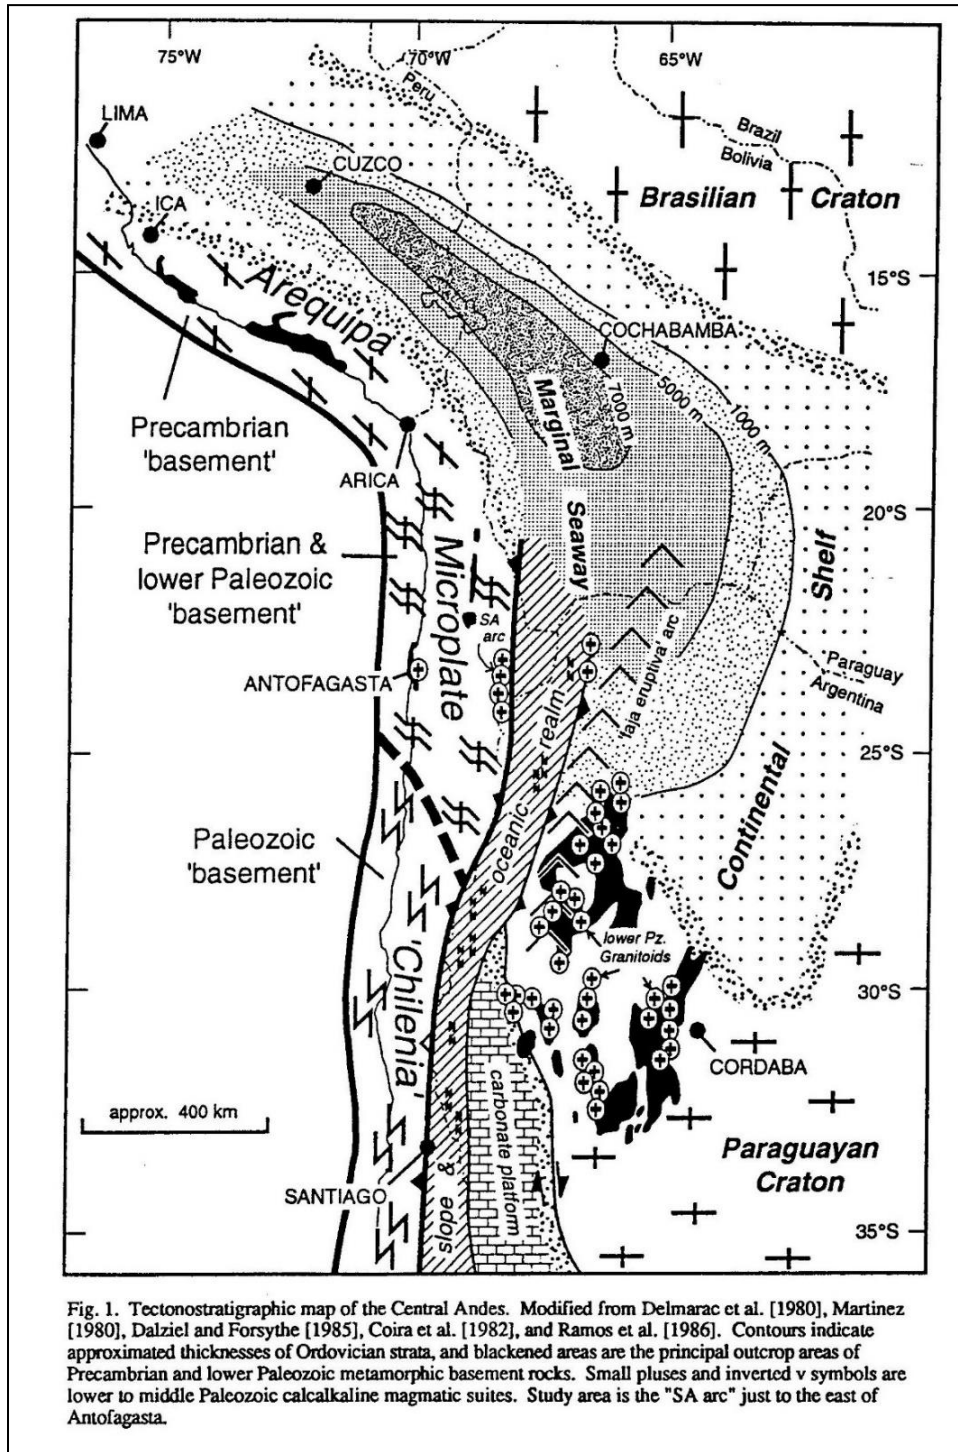 75°W
70°W
65°W
LIMA
Peru
Brazil
Bolivia
CUZCO
Brasilian Craton
ICA
Arequipa
15°S
COCHABAMBA
Marginal
7000 m
5000 m
1000 m
Precambrian
'basement'
ARICA
Seaway
20°S
Precambrian &
lower Paleozoic
'basement'
Microplate
Shelf
SA
arc
'faja eruptiva' arc
Paraguay
Argentina
ANTOFAGASTA
oceanic realm
25°S
Continental
Paleozoic
'basement'
lower Pz.
Granitoids
'Chilenia'
30°S
CORDABA
approx. 400 km
carbonate platform
Paraguayan
Craton
SANTIAGO
slope &
35°S
Fig. 1. Tectonostratigraphic map of the Central Andes. Modified from Delmarac et al. [1980], Martinez
[1980], Dalziel and Forsythe [1985], Coira et al. [1982], and Ramos et al. [1986]. Contours indicate
approximated thicknesses of Ordovician strata, and blackened areas are the principal outcrop areas of
Precambrian and lower Paleozoic metamorphic basement rocks. Small pluses and inverted v symbols are
lower to middle Paleozoic calcalkaline magmatic suites. Study area is the "SA arc" just to the east of
Antofagasta.